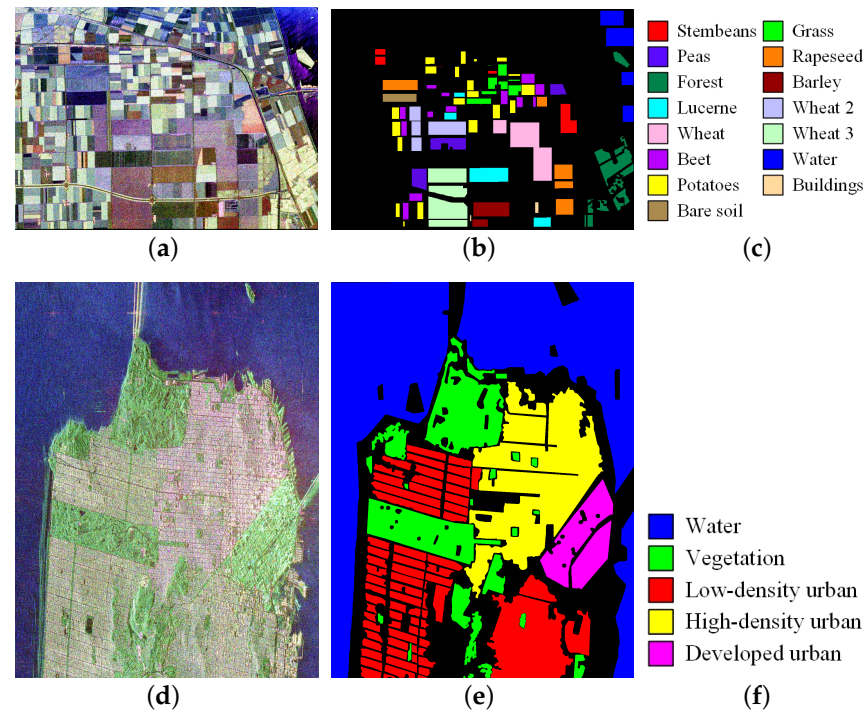 Stembeans Grass
Peas Rapeseed
Forest Barley
Lucerne Wheat 2
Wheat Wheat 3
Beet Water
Potatoes Buildings
Bare soil
(a) (b) (c)
Water
Vegetation
Low-density urban
High-density urban
Developed urban
(d) (e) (f)